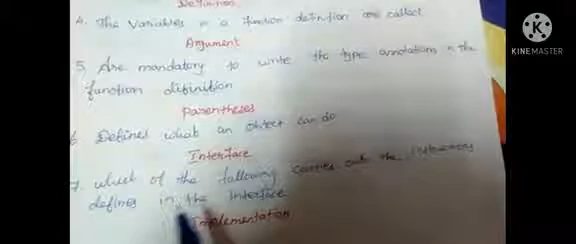 Definition
4. The variables in a function definition are called
Argument
5 Are mandatory to write the type annotations in the
function definition
Parentheses
6 Defines what an object can do
Interface
7. Which of the following carries out the instructions
defines in the Interface
Implementation
KINEMASTER